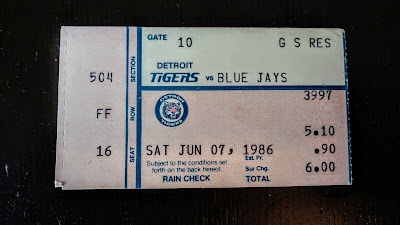 GATE 10 G S RES
DETROIT
TIGERS vs BLUE JAYS
504 SECTION
FF ROW
16 SEAT
3997
5.10
SAT JUN 07, 1986 Est. Pr. .90
Subject to the conditions set
forth on the back hereof.
Sur Chg. 6.00
RAIN CHECK TOTAL